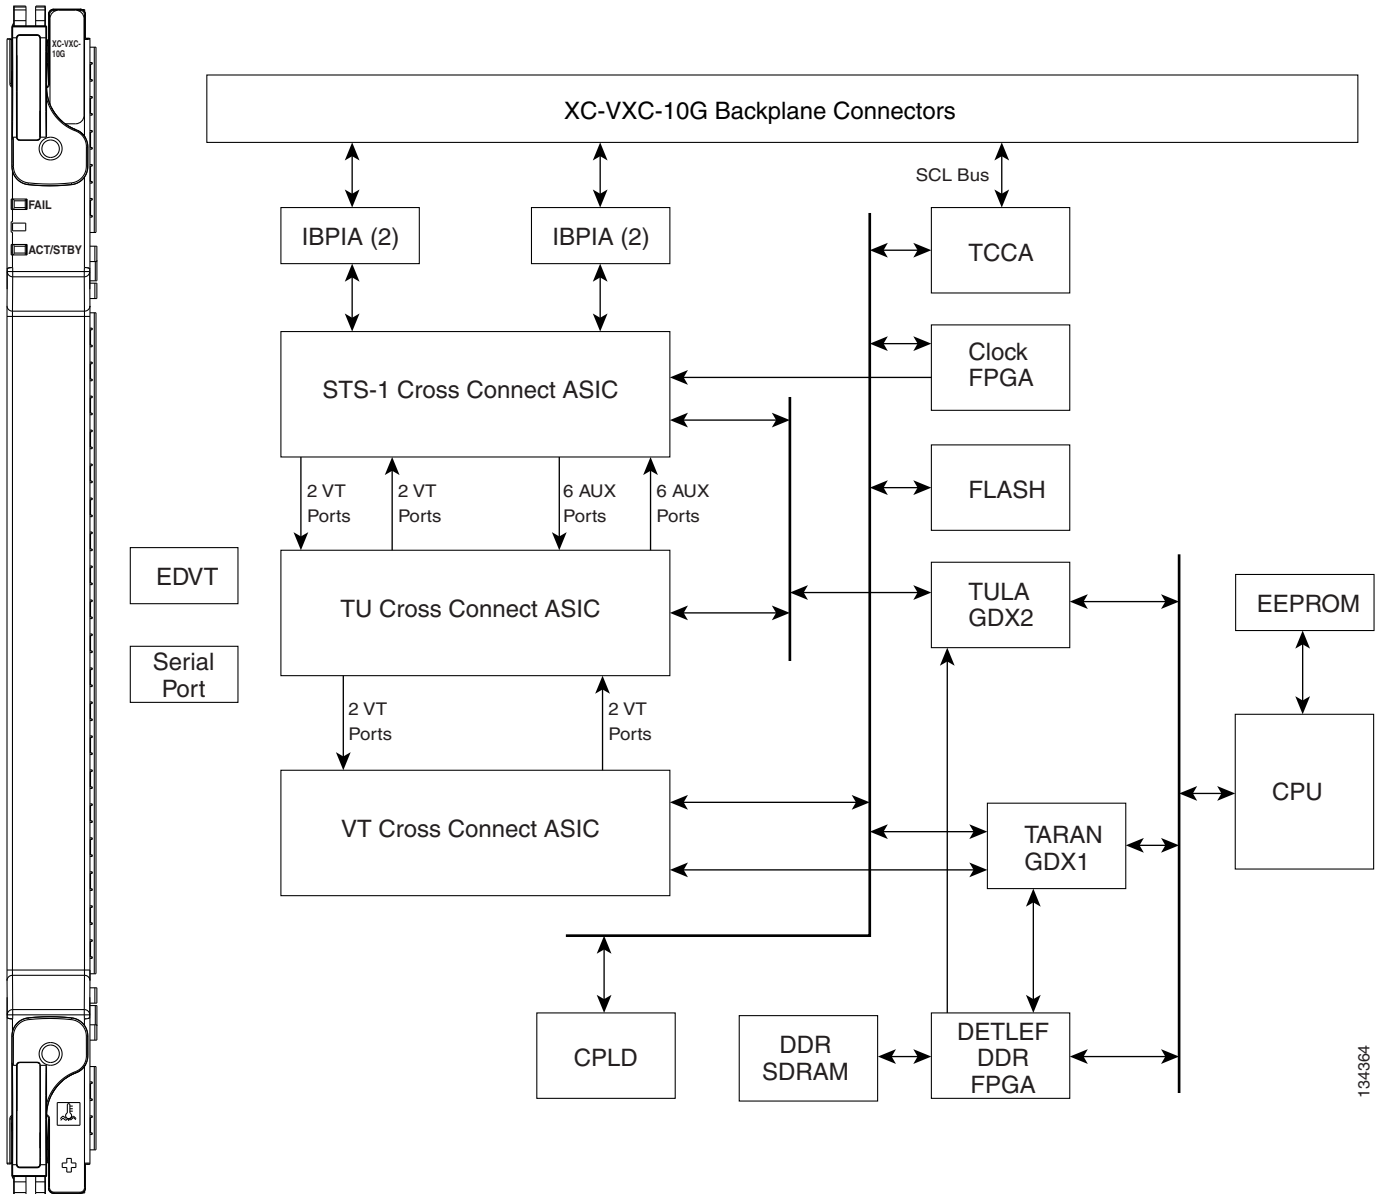 XC-VXC-
10G
FAIL
ACT/STBY
XC-VXC-10G Backplane Connectors
SCL Bus
IBPIA (2)
IBPIA (2)
TCCA
STS-1 Cross Connect ASIC
Clock
FPGA
2 VT
Ports
2 VT
Ports
6 AUX
Ports
6 AUX
Ports
FLASH
EDVT
TU Cross Connect ASIC
TULA
GDX2
EEPROM
Serial
Port
2 VT
Ports
2 VT
Ports
VT Cross Connect ASIC
TARAN
GDX1
CPU
CPLD
DDR
SDRAM
DETLEF
DDR
FPGA
134364